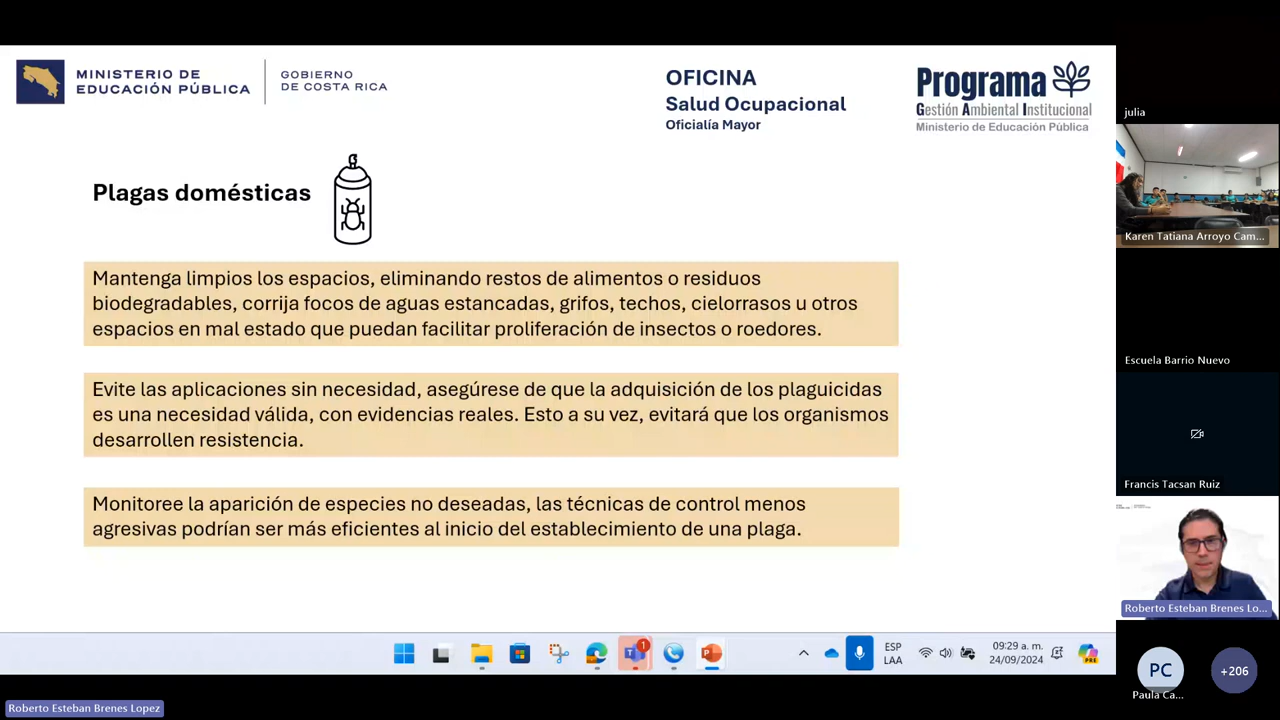 MINISTERIO DE
EDUCACIÓN PÚBLICA
GOBIERNO
DE COSTA RICA
OFICINA
Salud Ocupacional
Oficialía Mayor
Programa
Gestión Ambiental Institucional
Ministerio de Educación Pública
Plagas domésticas
Mantenga limpios los espacios, eliminando restos de alimentos o residuos
biodegradables, corrija focos de aguas estancadas, grifos, techos, cielorrasos u otros
espacios en mal estado que puedan facilitar proliferación de insectos o roedores.
Evite las aplicaciones sin necesidad, asegúrese de que la adquisición de los plaguicidas
es una necesidad válida, con evidencias reales. Esto a su vez, evitará que los organismos
desarrollen resistencia.
Monitoree la aparición de especies no deseadas, las técnicas de control menos
agresivas podrían ser más eficientes al inicio del establecimiento de una plaga.
1
ESP
LAA
09:29 a. m.
24/09/2024
PRE
julia
Karen Tatiana Arroyo Cam...
Escuela Barrio Nuevo
Francis Tacsan Ruiz
Roberto Esteban Brenes Lo...
PC
+206
Paula Ca...
Roberto Esteban Brenes Lopez